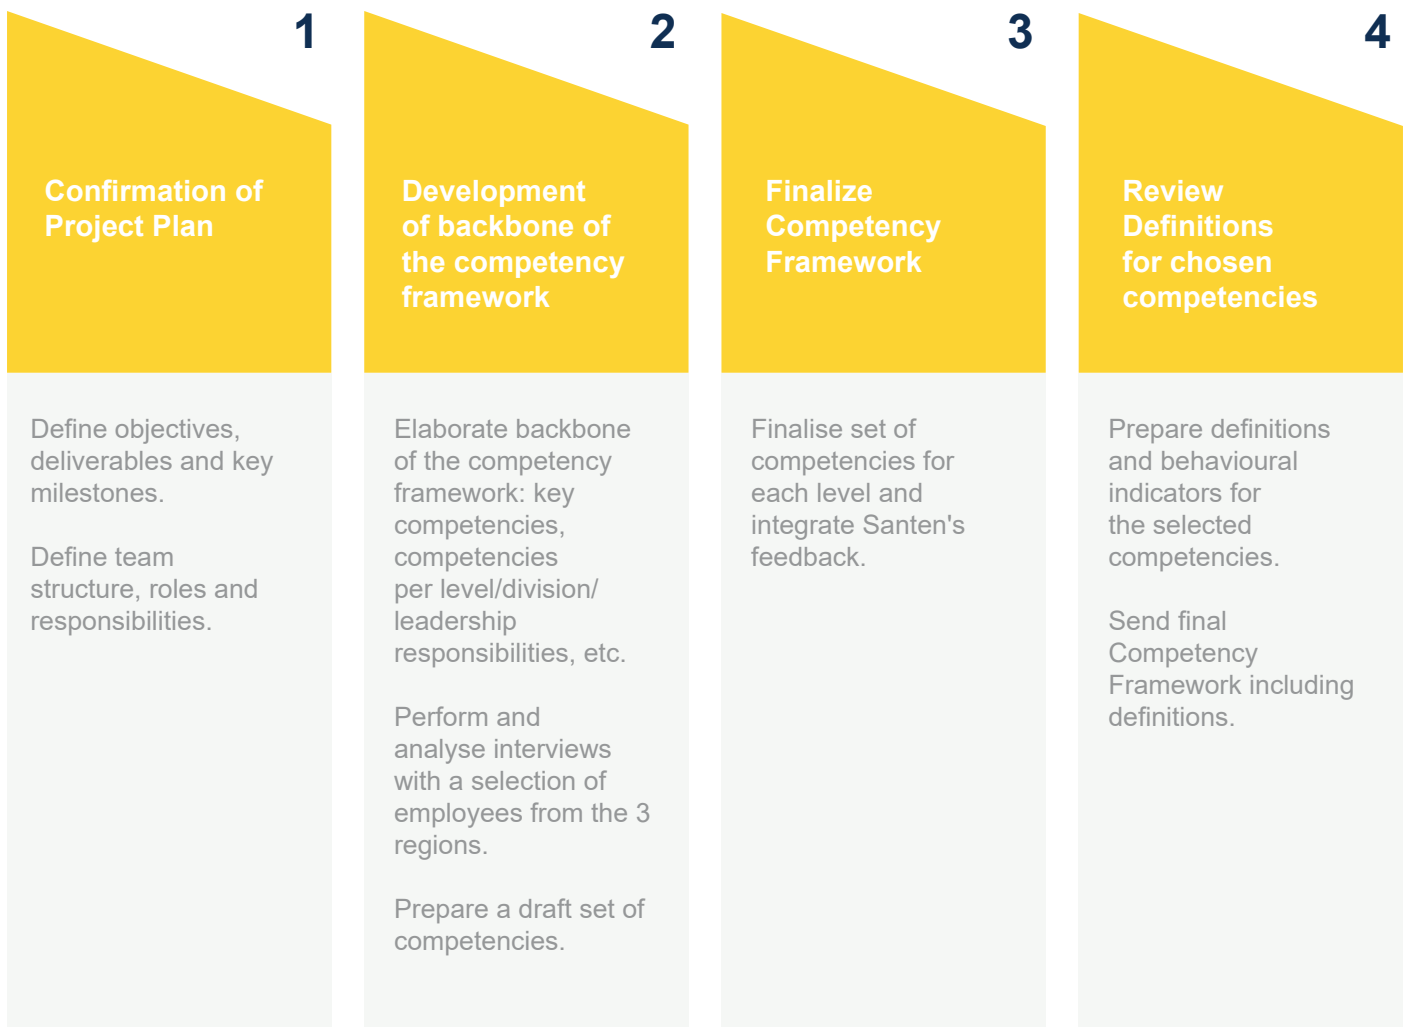 1
Confirmation of
Project Plan
Define objectives,
deliverables and key
milestones.
Define team
structure, roles and
responsibilities.
2
Development
of backbone of
the competency
framework
Elaborate backbone
of the competency
framework: key
competencies,
competencies
per level/division/
leadership
responsibilities, etc.
Perform and
analyse interviews
with a selection of
employees from the 3
regions.
Prepare a draft set of
competencies.
3
Finalize
Competency
Framework
Finalise set of
competencies for
each level and
integrate Santen's
feedback.
4
Review
Definitions
for chosen
competencies
Prepare definitions
and behavioural
indicators for
the selected
competencies.
Send final
Competency
Framework including
definitions.